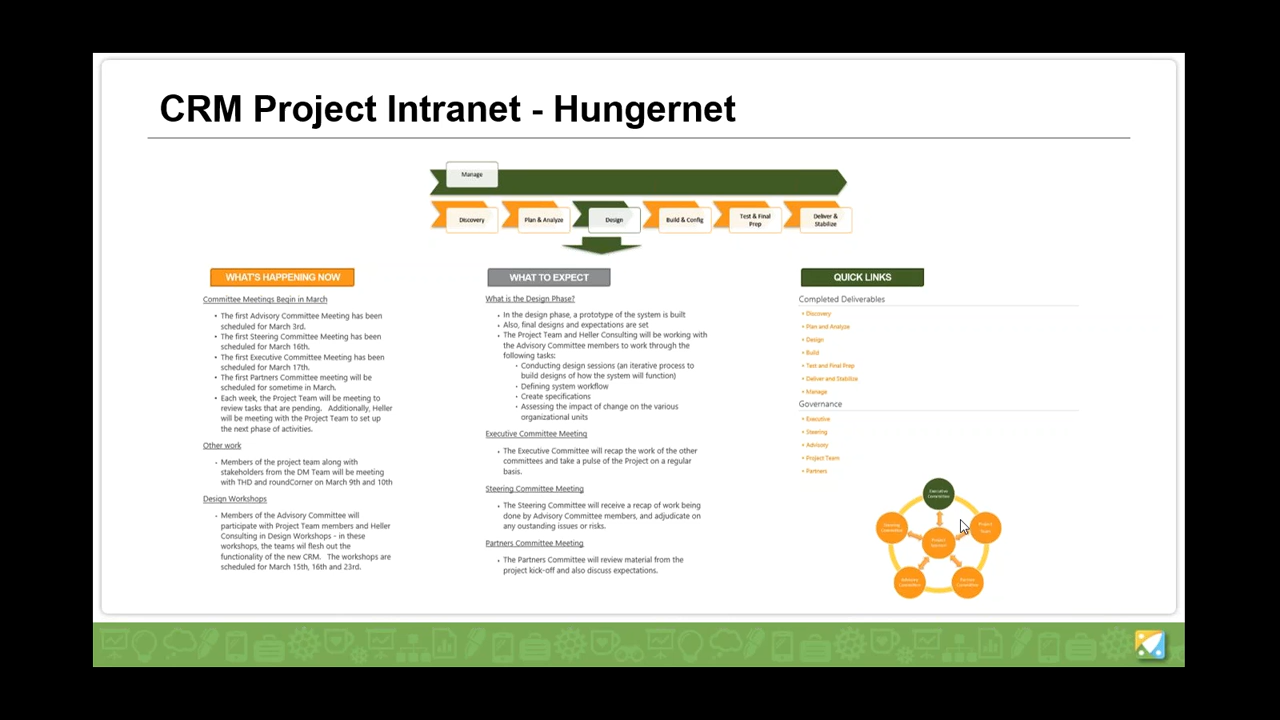 CRM Project Intranet - Hungernet
Manage
Discovery
Plan & Analyze
Design
Build & Config
Test & Final
Prep
Deliver &
Stabilize
WHAT'S HAPPENING NOW
Committee Meetings Begin in March
• The first Advisory Committee Meeting has been
scheduled for March 3rd.
• The first Steering Committee Meeting has been
scheduled for March 16th.
• The first Executive Committee Meeting has been
scheduled for March 17th.
• The first Partners Committee meeting will be
scheduled for sometime in March.
• Each week, the Project Team will be meeting to
review tasks that are pending. Additionally, Heller
will be meeting with the Project Team to set up
the next phase of activities.
Other work
• Members of the project team along with
stakeholders from the DM Team will be meeting
with THD and roundCorner on March 9th and 10th
Design Workshops
• Members of the Advisory Committee will
participate with Project Team members and Heller
Consulting in Design Workshops - in these
workshops, the teams wil flesh out the
functionality of the new CRM. The workshops are
scheduled for March 15th, 16th and 23rd.
WHAT TO EXPECT
What is the Design Phase?
• In the design phase, a prototype of the system is built
• Also, final designs and expectations are set
• The Project Team and Heller Consulting will be working with
the Advisory Committee members to work through the
following tasks:
• Conducting design sessions (an iterative process to
build designs of how the system will function)
• Defining system workflow
• Create specifications
• Assessing the impact of change on the various
organizational units
Executive Committee Meeting
• The Executive Committee will recap the work of the other
committees and take a pulse of the Project on a regular
basis.
Steering Committee Meeting
• The Steering Committee will receive a recap of work being
done by Advisory Committee members, and adjudicate on
any oustanding issues or risks.
Partners Committee Meeting
• The Partners Committee will review material from the
project kick-off and also discuss expectations.
QUICK LINKS
Completed Deliverables
• Discovery
• Plan and Analyze
• Design
• Build
• Test and Final Prep
• Deliver and Stabilize
• Manage
Governance
• Executive
• Steering
• Advisory
• Project Team
• Partners
Executive
Committee
Steering
Committee
Project
Team
Project
Advisory
Committee
Partners
Committee